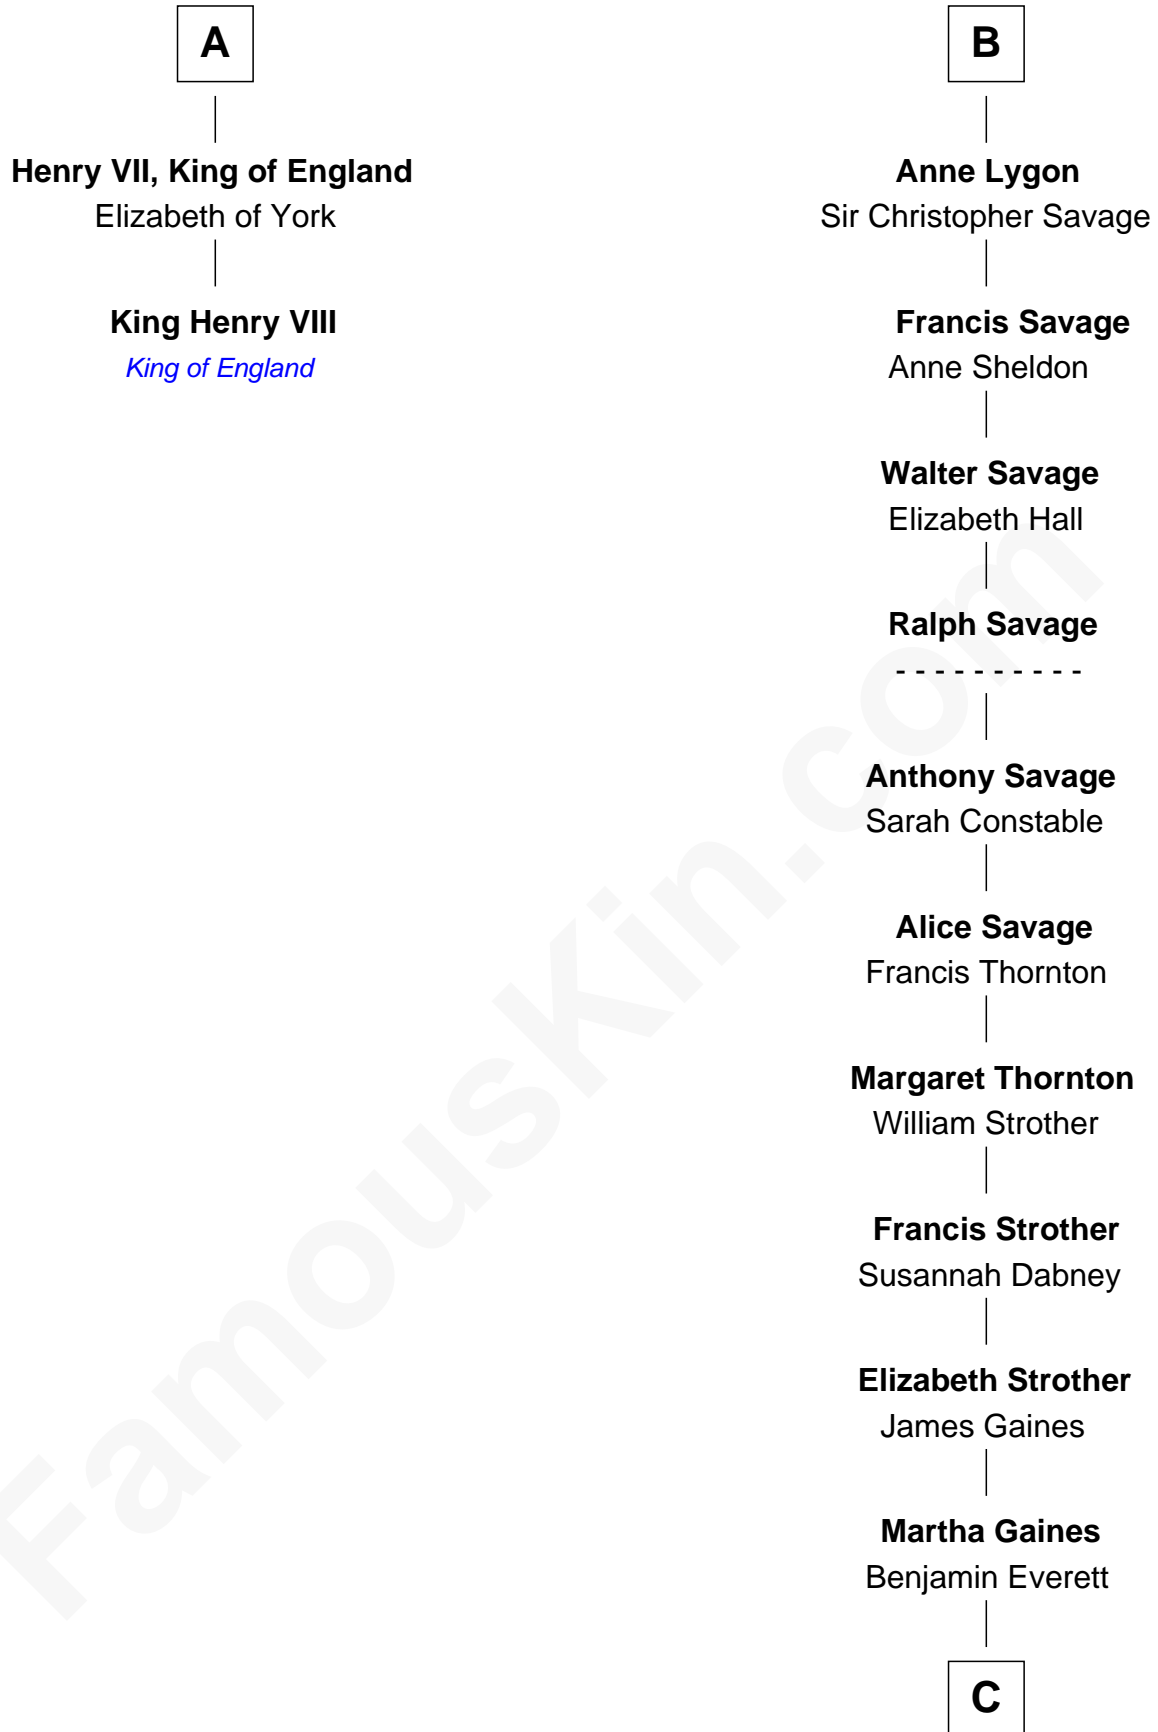 A
Henry VII, King of England
Elizabeth of York
King Henry VIII
King of England
B
Anne Lygon
Sir Christopher Savage
Francis Savage
Anne Sheldon
Walter Savage
Elizabeth Hall
Ralph Savage
- - - - - - - - - -
Anthony Savage
Sarah Constable
Alice Savage
Francis Thornton
Margaret Thornton
William Strother
Francis Strother
Susannah Dabney
Elizabeth Strother
James Gaines
Martha Gaines
Benjamin Everett
C
FamousKin.com